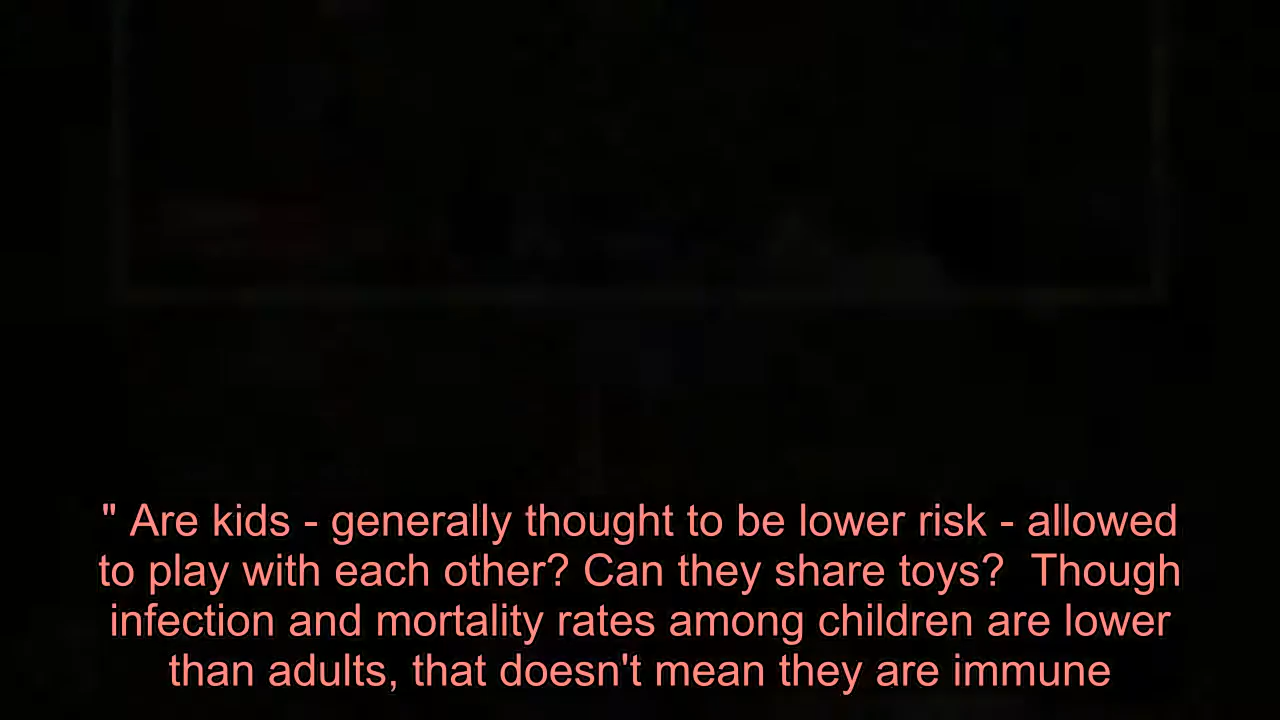 " Are kids - generally thought to be lower risk - allowed
to play with each other? Can they share toys?  Though
infection and mortality rates among children are lower
than adults, that doesn't mean they are immune